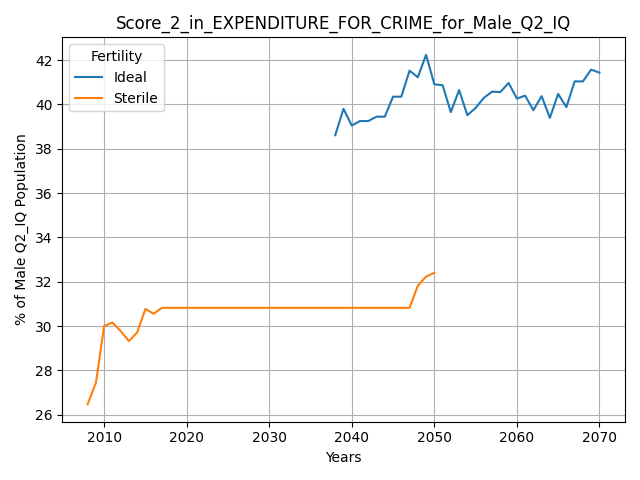 Score_2_in_EXPENDITURE_FOR_CRIME_for_Male_Q2_IQ
Fertility
Ideal
Sterile
% of Male Q2_IQ Population
42
40
38
36
34
32
30
28
26
2010
2020
2030
2040
2050
2060
2070
Years